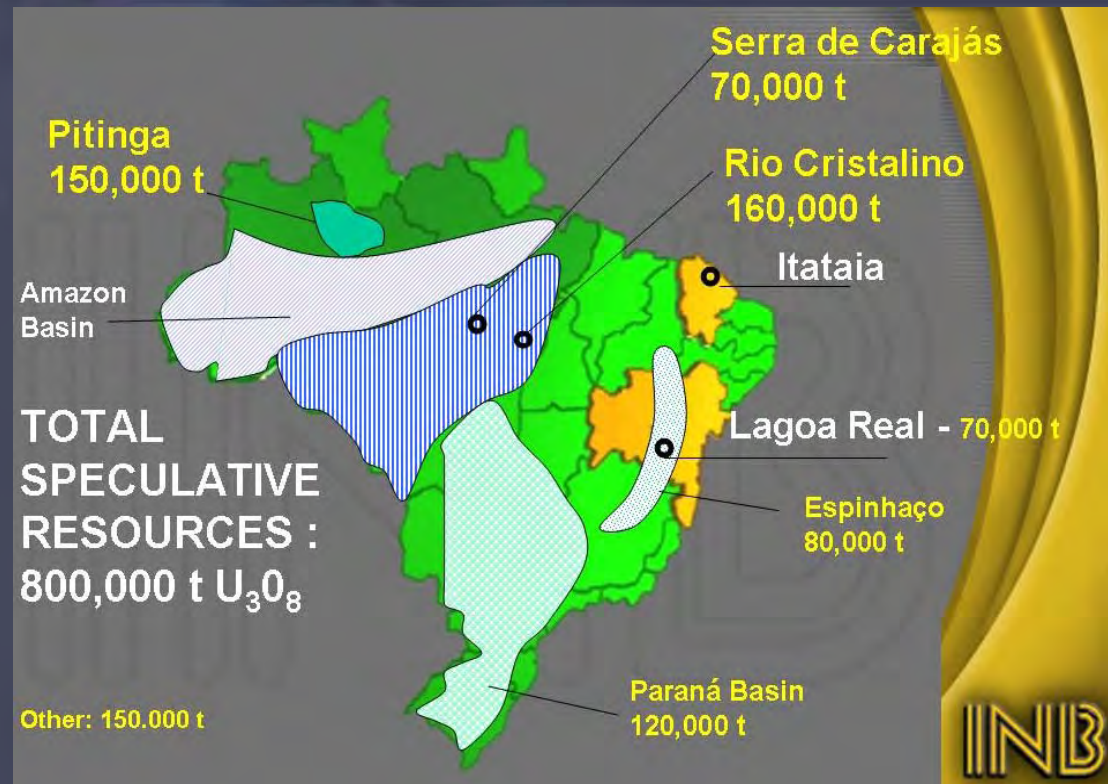 Serra de Carajás
70,000 t
Pitinga
150,000 t
Rio Cristalino
160,000 t
Itataia
Amazon
Basin
TOTAL
SPECULATIVE
RESOURCES :
800,000 t U₃0₈
Lagoa Real - 70,000 t
Espinhaço
80,000 t
Paraná Basin
120,000 t
Other: 150.000 t
INB